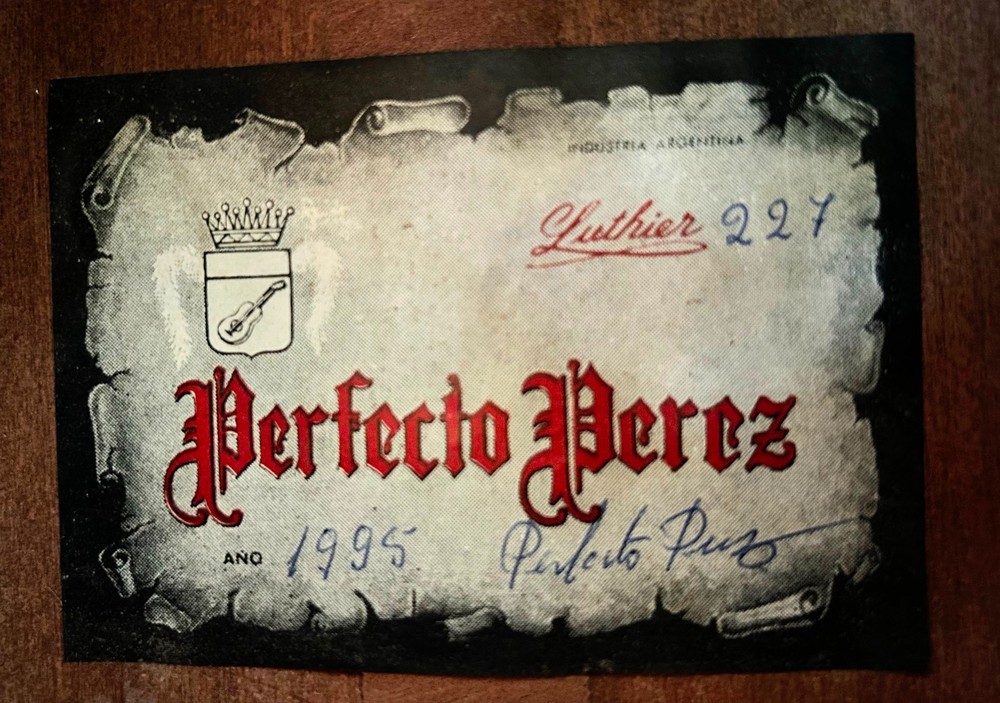 INDUSTRIA ARGENTINA
Luthier 227
Perfecto Perez
AÑO 1995 Perfecto Perez